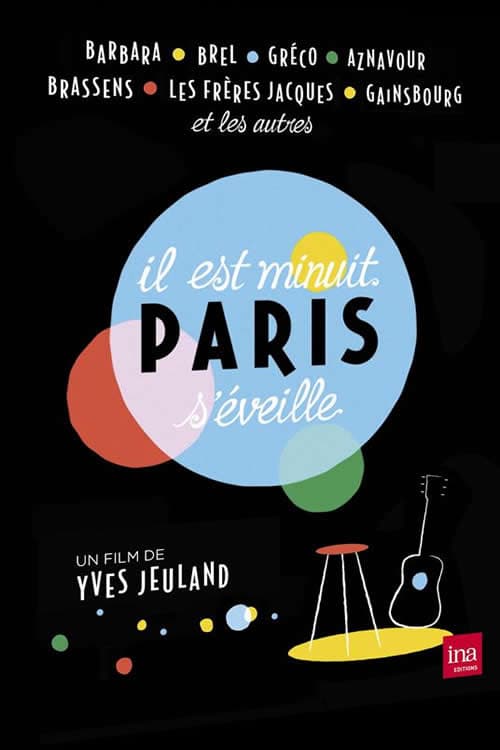 BARBARA • BREL • GRÉCO • AZNAVOUR
BRASSENS • LES FRÈRES JACQUES • GAINSBOURG
et les autres
il est minuit.
PARIS
s'éveille
UN FILM DE
YVES JEULAND
ina
EDITIONS